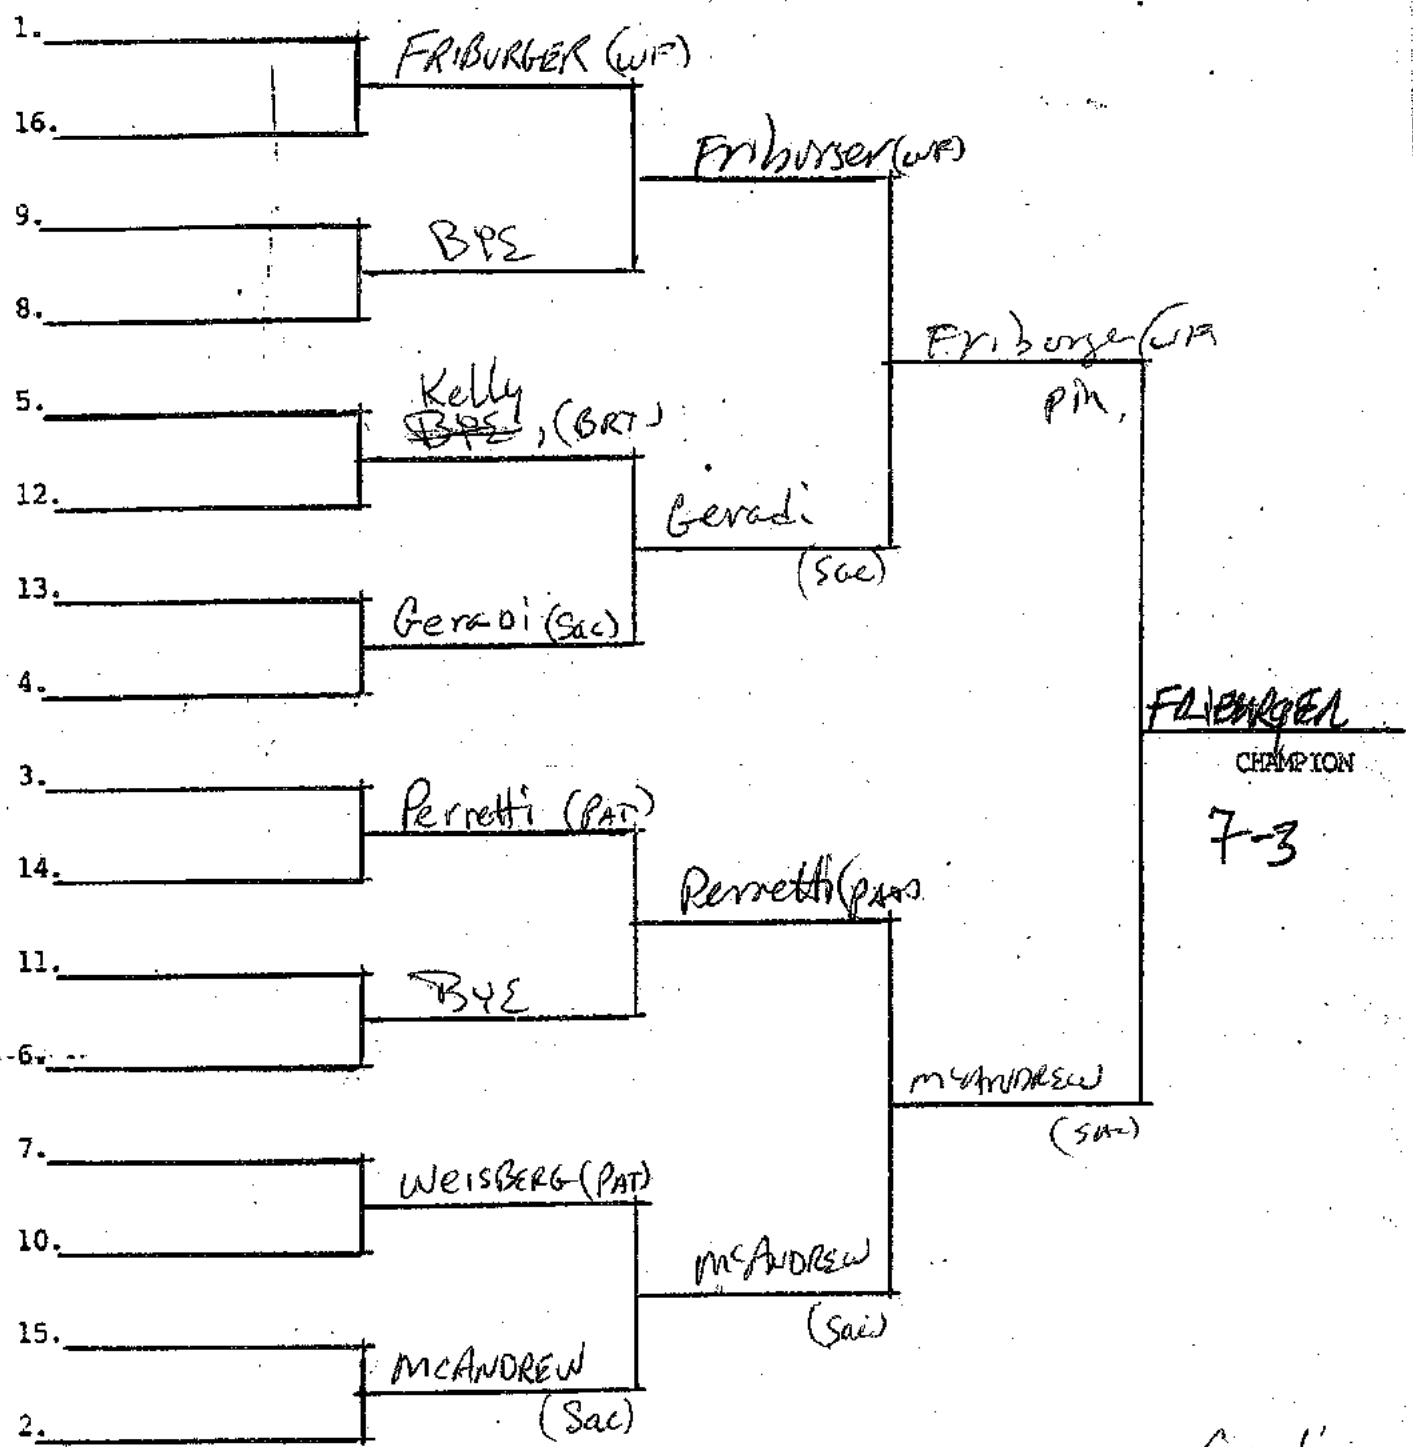 1.
FRIBURGER (WF)
16.
Friburger (WF)
9.
BYE
8.
Friburger (WF)
pin,
5.
Kelly
BYE, (BRT)
12.
Geradi
(Sac)
13.
Geradi (Sac)
4.
FRIBURGER
CHAMPION
7-3
3.
Perretti (PAT)
14.
Perretti (PAT)
11.
BYE
6.
McANDREW
(SAC)
7.
WeISBERG (PAT)
10.
McANDREW
(Sac)
15.
McANDREW
(Sac)
2.